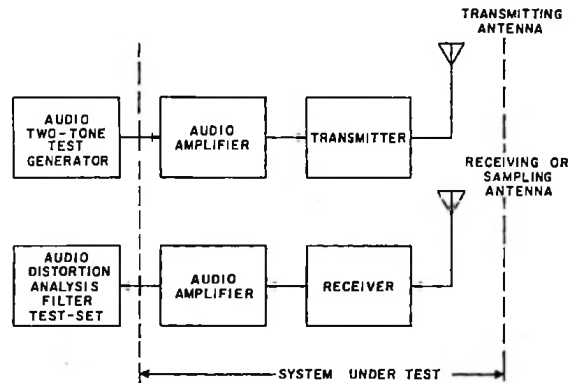 TRANSMITTING
ANTENNA
AUDIO
TWO-TONE
TEST
GENERATOR
AUDIO
AMPLIFIER
TRANSMITTER
RECEIVING OR
SAMPLING
ANTENNA
AUDIO
DISTORTION
ANALYSIS
FILTER
TEST-SET
AUDIO
AMPLIFIER
RECEIVER
SYSTEM UNDER TEST